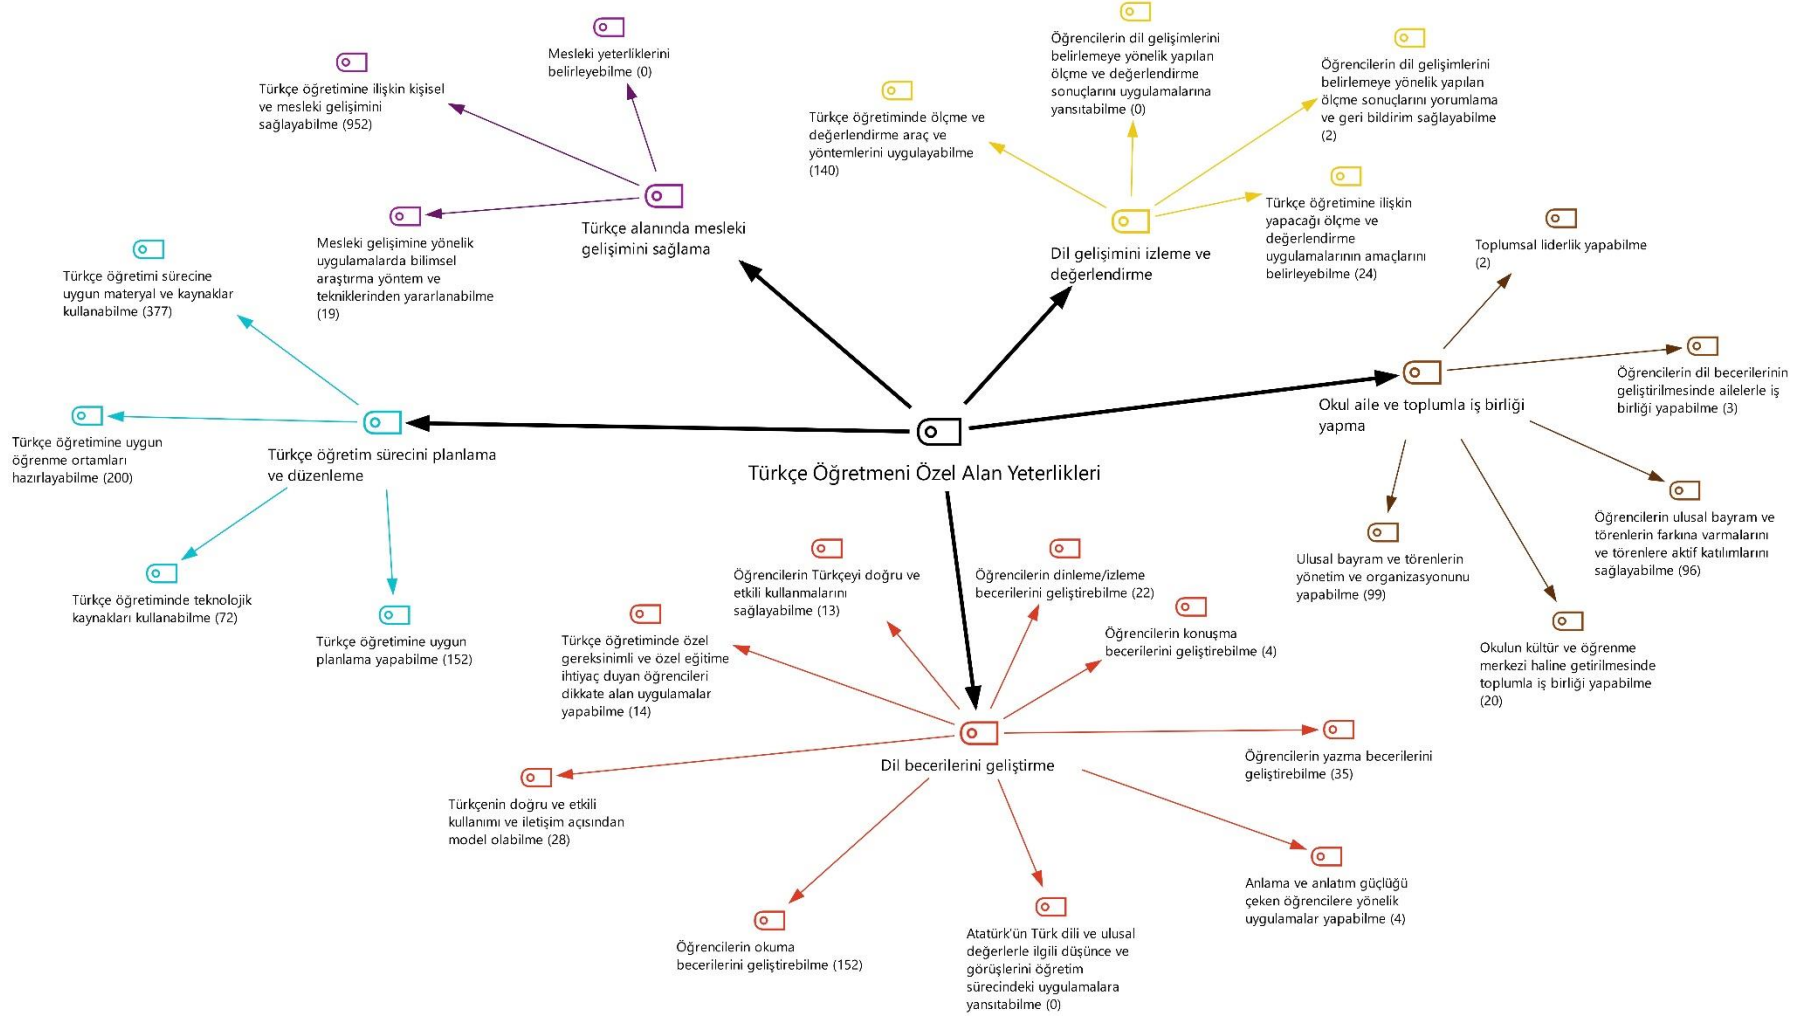 Mesleki yeterliklerini
belirleyebilme (0)
Türkçe öğretimine ilişkin kişisel
ve mesleki gelişimini
sağlayabilme (952)
Mesleki gelişimine yönelik
uygulamalarda bilimsel
araştırma yöntem ve
tekniklerinden yararlanabilme
(19)
Türkçe alanında mesleki
gelişimini sağlama
Öğrencilerin dil gelişimlerini
belirlemeye yönelik yapılan
ölçme ve değerlendirme
sonuçlarını uygulamalarına
yansıtabilme (0)
Öğrencilerin dil gelişimlerini
belirlemeye yönelik yapılan
ölçme sonuçlarını yorumlama
ve geri bildirim sağlayabilme
(2)
Türkçe öğretiminde ölçme ve
değerlendirme araç ve
yöntemlerini uygulayabilme
(140)
Türkçe öğretimine ilişkin
yapacağı ölçme ve
değerlendirme
uygulamalarının amaçlarını
belirleyebilme (24)
Dil gelişimini izleme ve
değerlendirme
Toplumsal liderlik yapabilme
(2)
Öğrencilerin dil becerilerinin
geliştirilmesinde ailelerle iş
birliği yapabilme (3)
Okul aile ve toplumla iş birliği
yapma
Öğrencilerin ulusal bayram ve
törenlerin farkına varmalarını
ve törenlere aktif katılımlarını
sağlayabilme (96)
Ulusal bayram ve törenlerin
yönetim ve organizasyonunu
yapabilme (99)
Okulun kültür ve öğrenme
merkezi haline getirilmesinde
toplumla iş birliği yapabilme
(20)
Türkçe öğretimi sürecine
uygun materyal ve kaynaklar
kullanabilme (377)
Türkçe öğretimine uygun
öğrenme ortamları
hazırlayabilme (200)
Türkçe öğretim sürecini planlama
ve düzenleme
Türkçe öğretiminde teknolojik
kaynakları kullanabilme (72)
Türkçe öğretimine uygun
planlama yapabilme (152)
Türkçe Öğretmeni Özel Alan Yeterlikleri
Öğrencilerin Türkçeyi doğru ve
etkili kullanmalarını
sağlayabilme (13)
Öğrencilerin dinleme/izleme
becerilerini geliştirebilme (22)
Öğrencilerin konuşma
becerilerini geliştirebilme (4)
Türkçe öğretiminde özel
gereksinimli ve özel eğitime
ihtiyaç duyan öğrencileri
dikkate alan uygulamalar
yapabilme (14)
Dil becerilerini geliştirme
Öğrencilerin yazma becerilerini
geliştirebilme (35)
Türkçenin doğru ve etkili
kullanımı ve iletişim açısından
model olabilme (28)
Anlama ve anlatım güçlüğü
çeken öğrencilere yönelik
uygulamalar yapabilme (4)
Öğrencilerin okuma
becerilerini geliştirebilme (152)
Atatürk'ün Türk dili ve ulusal
değerlerle ilgili düşünce ve
görüşlerini öğretim
sürecindeki uygulamalara
yansıtabilme (0)